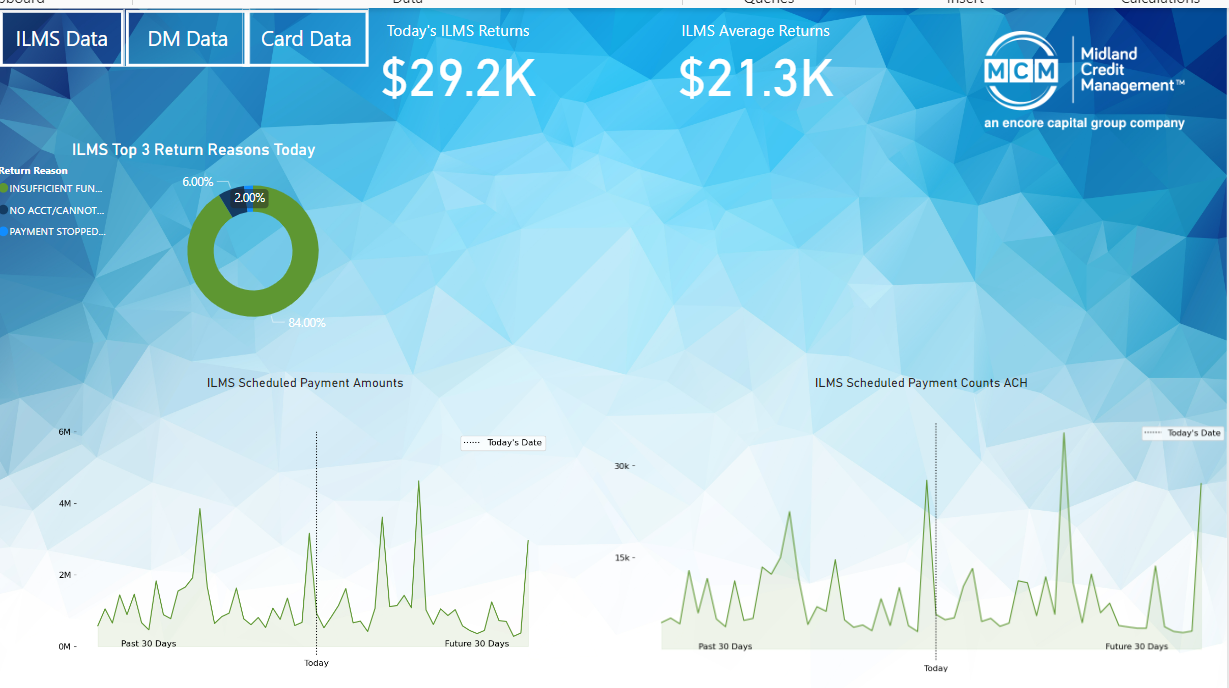 Data
Queries
Insert
Calculations
ILMS Data
DM Data
Card Data
Today's ILMS Returns
$29.2K
ILMS Average Returns
$21.3K
MCM
Midland
Credit
Management™
an encore capital group company
ILMS Top 3 Return Reasons Today
Return Reason
INSUFFICIENT FUN...
NO ACCT/CANNOT...
PAYMENT STOPPED...
6.00%
2.00%
84.00%
ILMS Scheduled Payment Amounts
6M
4M
2M
0M
Today's Date
Past 30 Days
Future 30 Days
Today
ILMS Scheduled Payment Counts ACH
30k
15k
Today's Date
Past 30 Days
Future 30 Days
Today